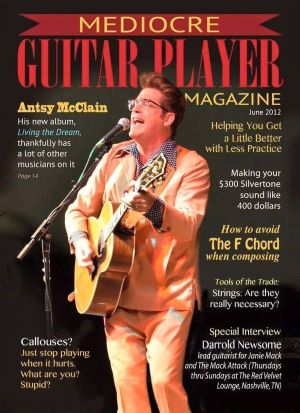 MEDIOCRE
GUITAR PLAYER
MAGAZINE
June 2012
Antsy McClain
His new album,
Living the Dream,
thankfully has
a lot of other
musicians on it
Page 14
Helping You Get
a Little Better
with Less Practice
Making your
$300 Silvertone
sound like
400 dollars
How to avoid
The F Chord
when composing
Tools of the Trade:
Strings: Are they
really necessary?
Callouses?
Just stop playing
when it hurts.
What are you?
Stupid?
Special Interview
Darrold Newsome
lead guitarist for Janie Mack
and The Mack Attack (Thursdays
thru Sundays at The Red Velvet
Lounge, Nashville, TN)